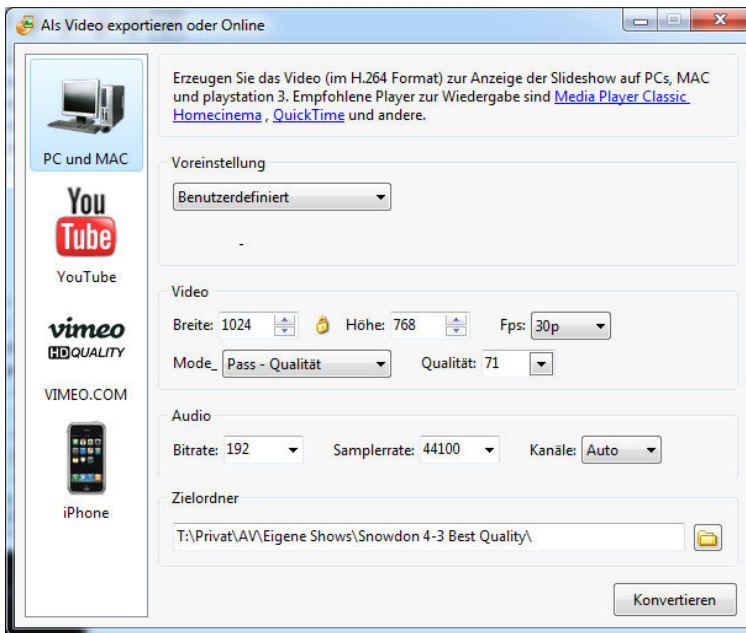 Als Video exportieren oder Online
PC und MAC
You
Tube
YouTube
vimeo
HD QUALITY
VIMEO.COM
iPhone
Erzeugen Sie das Video (im H.264 Format) zur Anzeige der Slideshow auf PCs, MAC
und playstation 3. Empfohlene Player zur Wiedergabe sind Media Player Classic
Homecinema , QuickTime und andere.
Voreinstellung
Benutzerdefiniert
-
Video
Breite: 1024 Höhe: 768 Fps: 30p
Mode_ Pass - Qualität Qualität: 71
Audio
Bitrate: 192 Samplerrate: 44100 Kanäle: Auto
Zielordner
T:\Privat\AV\Eigene Shows\Snowdon 4-3 Best Quality\
Konvertieren